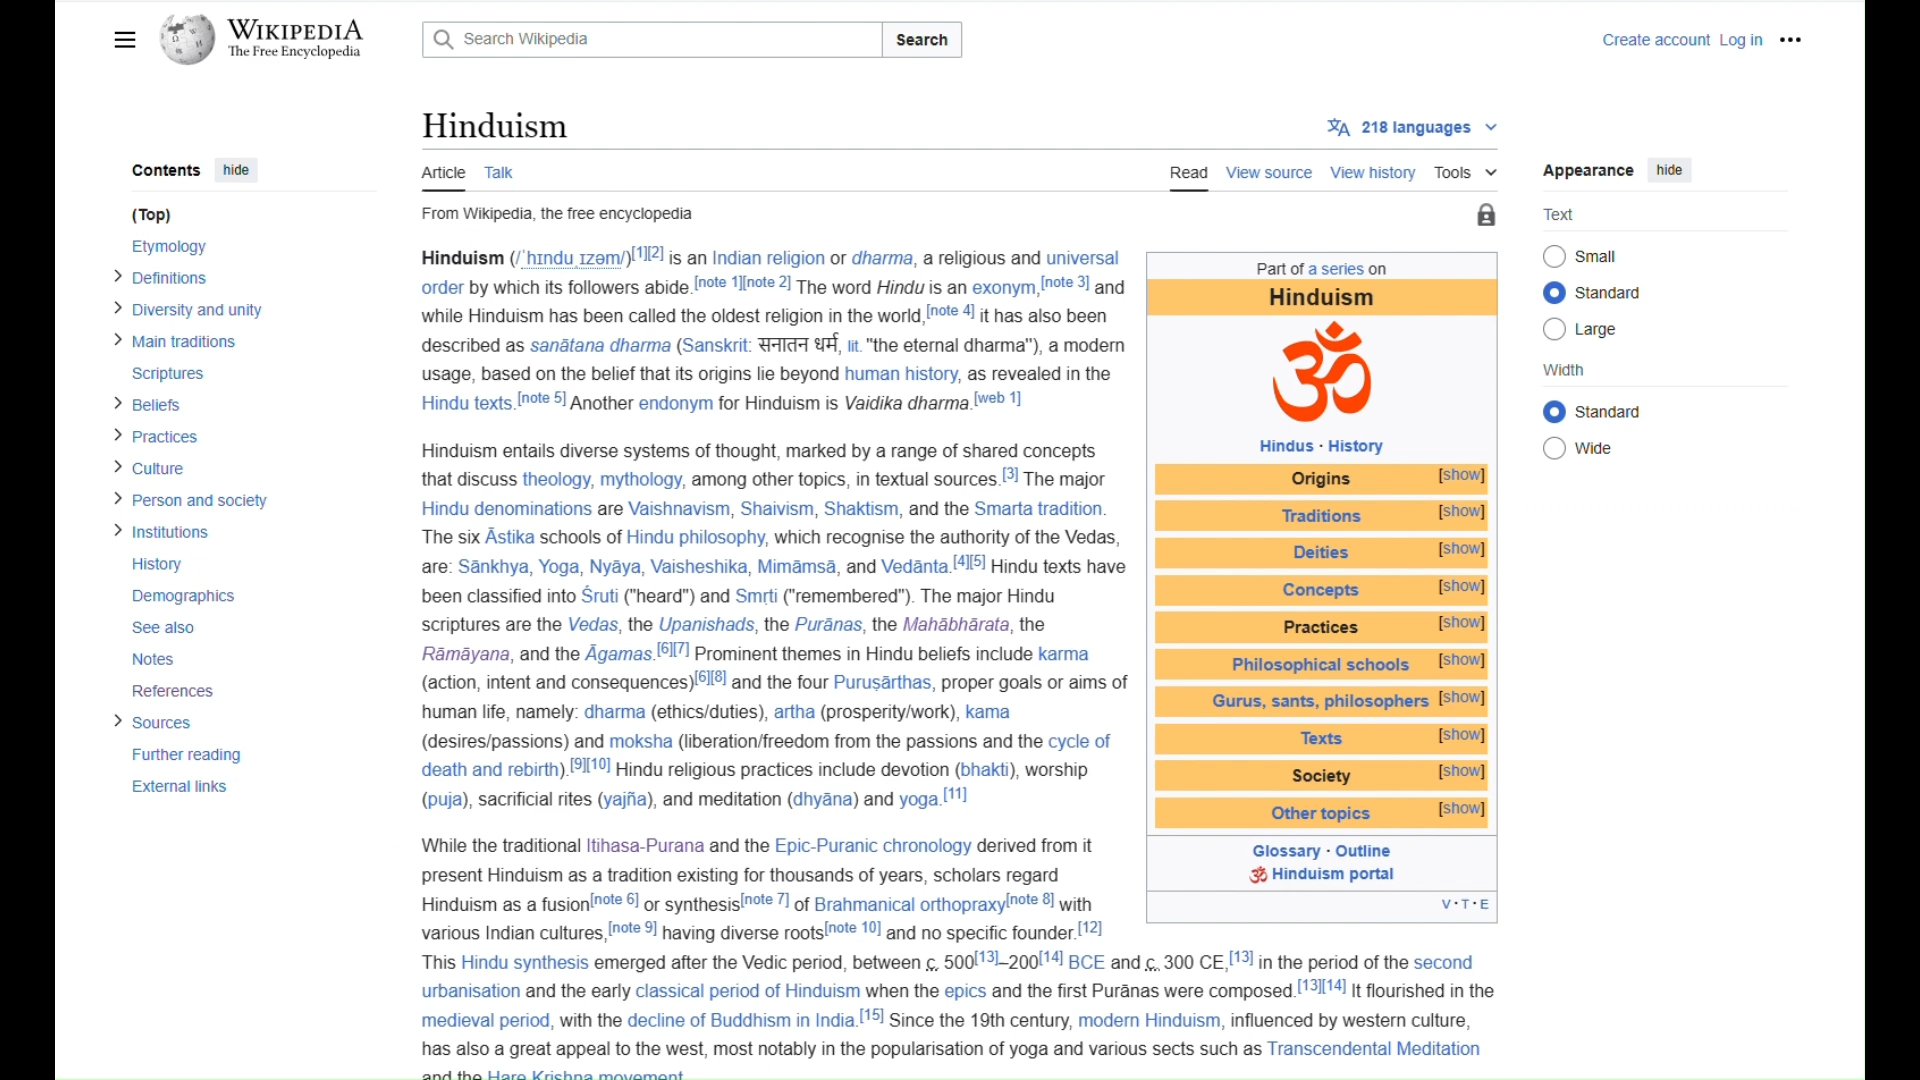 WIKIPEDIA
The Free Encyclopedia
Search Wikipedia
Search
Create account Log in
Hinduism
218 languages
Contents hide
Article Talk
Read View source View history Tools
Appearance hide
(Top)
Etymology
Definitions
Diversity and unity
Main traditions
Scriptures
Beliefs
Practices
Culture
Person and society
Institutions
History
Demographics
See also
Notes
References
Sources
Further reading
External links
From Wikipedia, the free encyclopedia
Hinduism (/ˈhɪnduˌɪzəm/)[1][2] is an Indian religion or dharma, a religious and universal
order by which its followers abide.[note 1][note 2] The word Hindu is an exonym,[note 3] and
while Hinduism has been called the oldest religion in the world,[note 4] it has also been
described as sanātana dharma (Sanskrit: सनातन धर्म, lit. "the eternal dharma"), a modern
usage, based on the belief that its origins lie beyond human history, as revealed in the
Hindu texts.[note 5] Another endonym for Hinduism is Vaidika dharma.[web 1]
Hinduism entails diverse systems of thought, marked by a range of shared concepts
that discuss theology, mythology, among other topics, in textual sources.[3] The major
Hindu denominations are Vaishnavism, Shaivism, Shaktism, and the Smarta tradition.
The six Āstika schools of Hindu philosophy, which recognise the authority of the Vedas,
are: Sānkhya, Yoga, Nyāya, Vaisheshika, Mimāmsā, and Vedānta.[4][5] Hindu texts have
been classified into Śruti ("heard") and Smṛti ("remembered"). The major Hindu
scriptures are the Vedas, the Upanishads, the Purānas, the Mahābhārata, the
Rāmāyana, and the Āgamas.[6][7] Prominent themes in Hindu beliefs include karma
(action, intent and consequences)[6][8] and the four Puruṣārthas, proper goals or aims of
human life, namely: dharma (ethics/duties), artha (prosperity/work), kama
(desires/passions) and moksha (liberation/freedom from the passions and the cycle of
death and rebirth).[9][10] Hindu religious practices include devotion (bhakti), worship
(puja), sacrificial rites (yajña), and meditation (dhyāna) and yoga.[11]
While the traditional Itihasa-Purana and the Epic-Puranic chronology derived from it
present Hinduism as a tradition existing for thousands of years, scholars regard
Hinduism as a fusion[note 6] or synthesis[note 7] of Brahmanical orthopraxy[note 8] with
various Indian cultures,[note 9] having diverse roots[note 10] and no specific founder.[12]
This Hindu synthesis emerged after the Vedic period, between c. 500[13]–200[14] BCE and c. 300 CE,[13] in the period of the second
urbanisation and the early classical period of Hinduism when the epics and the first Purānas were composed.[13][14] It flourished in the
medieval period, with the decline of Buddhism in India.[15] Since the 19th century, modern Hinduism, influenced by western culture,
has also a great appeal to the west, most notably in the popularisation of yoga and various sects such as Transcendental Meditation
and the Hare Krishna movement.
Part of a series on
Hinduism
ॐ
Hindus · History
Origins [show]
Traditions [show]
Deities [show]
Concepts [show]
Practices [show]
Philosophical schools [show]
Gurus, sants, philosophers [show]
Texts [show]
Society [show]
Other topics [show]
Glossary · Outline
ॐ Hinduism portal
V · T · E
Text
Small
Standard
Large
Width
Standard
Wide